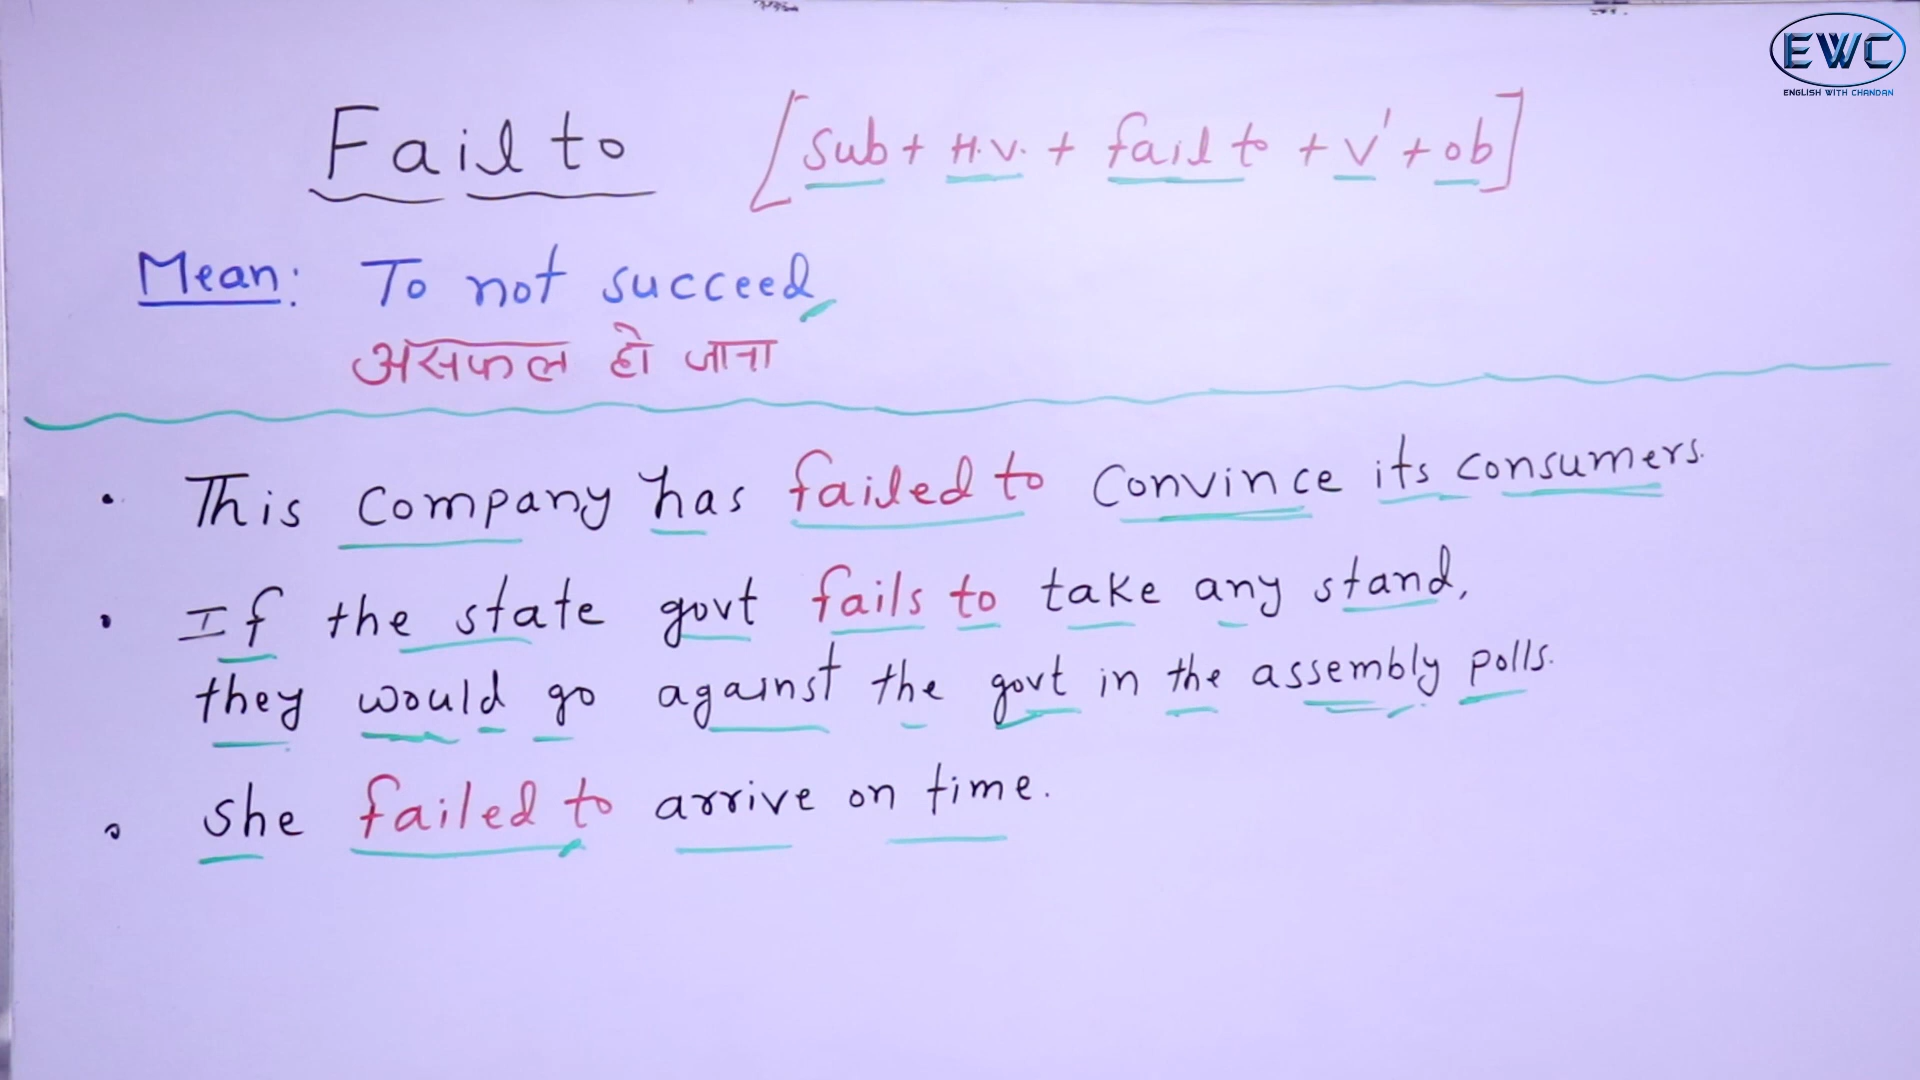 EWC
ENGLISH WITH CHANDAN
Fail to [Sub + H.V. + fail to + V' + ob]
Mean: To not succeed
असफल हो जाना
• This company has failed to convince its consumers.
• If the state govt fails to take any stand,
they would go against the govt in the assembly polls.
• She failed to arrive on time.